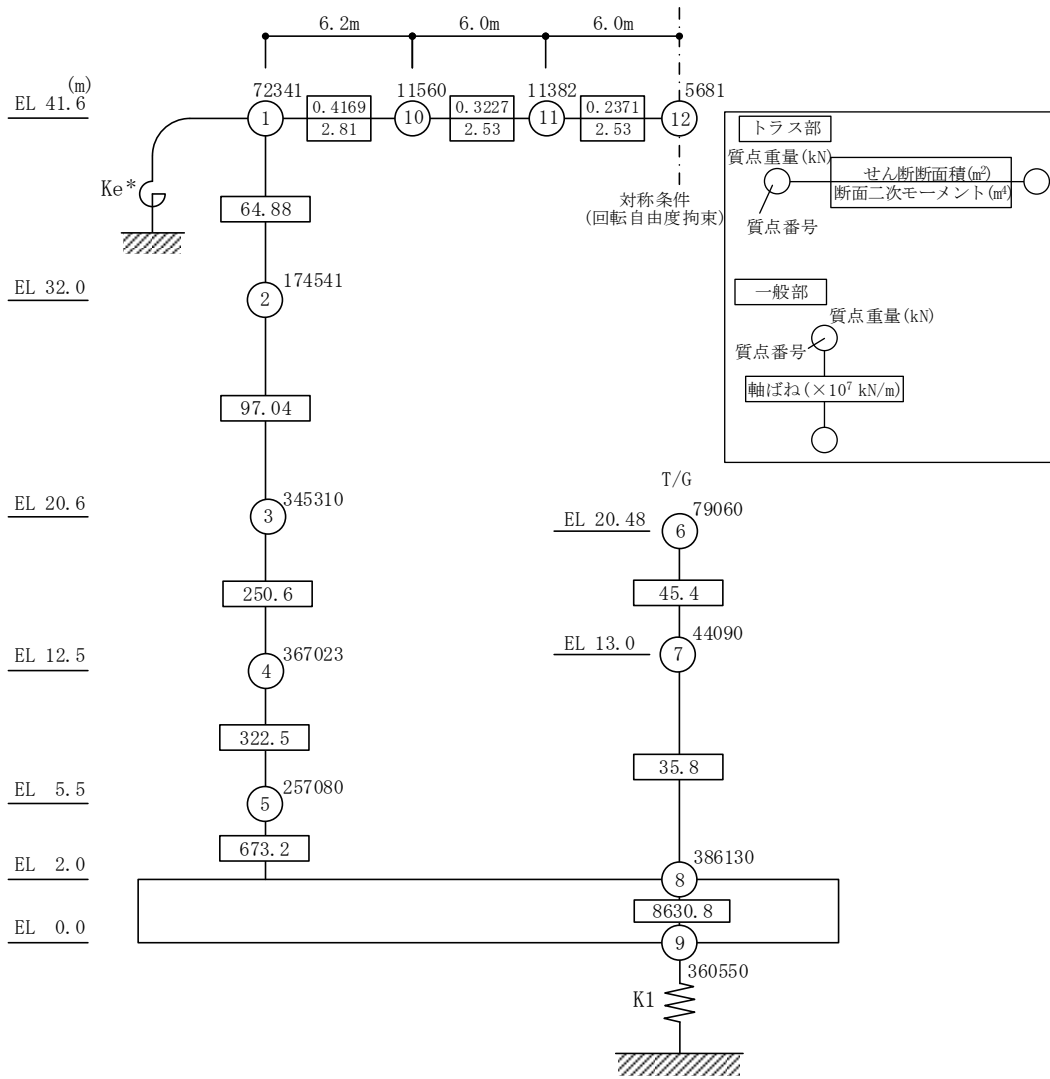 6.2m
6.0m
6.0m
(m)
EL 41.6
72341
11560
11382
5681
1
0.4169
2.81
10
0.3227
2.53
11
0.2371
2.53
12
Ke*
対称条件
(回転自由度拘束)
64.88
EL 32.0
174541
2
97.04
EL 20.6
345310
3
250.6
EL 12.5
367023
4
322.5
EL 5.5
257080
5
673.2
EL 2.0
EL 0.0
T/G
79060
EL 20.48
6
45.4
44090
EL 13.0
7
35.8
386130
8
8630.8
9
360550
K1
トラス部
質点重量(kN)
せん断断面積(m²)
断面二次モーメント(m⁴)
質点番号
一般部
質点重量(kN)
質点番号
軸ばね(×10⁷ kN/m)